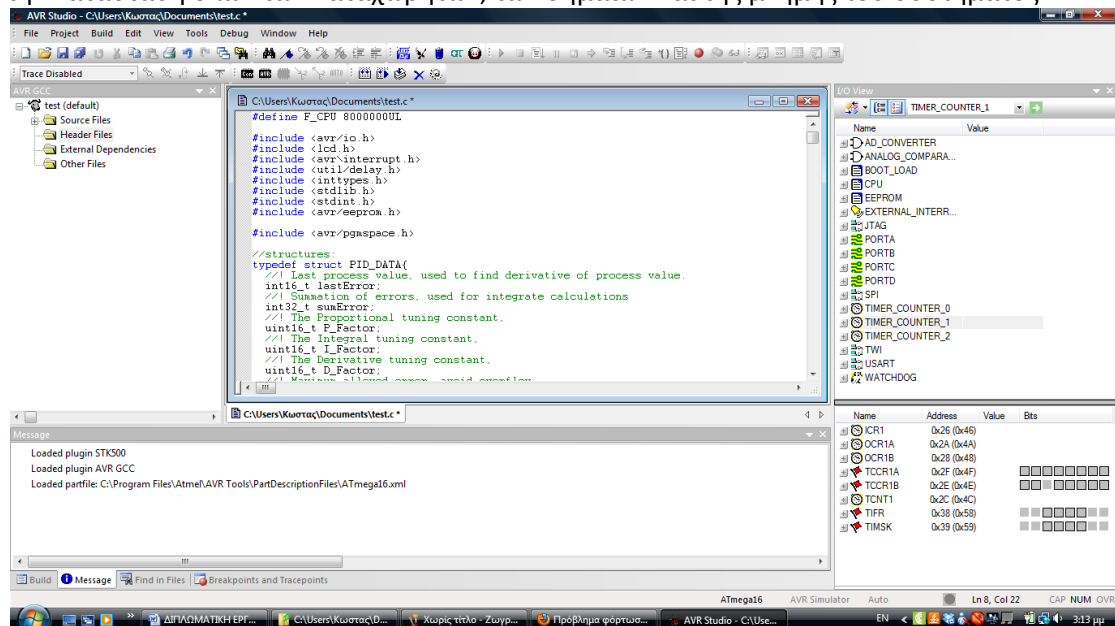 AVR Studio - C:\Users\Κωστας\Documents\test.c *
File Project Build Edit View Tools Debug Window Help
Trace Disabled
AVR GCC
test (default)
Source Files
Header Files
External Dependencies
Other Files
C:\Users\Κωστας\Documents\test.c *
#define F_CPU 8000000UL
#include <avr/io.h>
#include <lcd.h>
#include <avr\interrupt.h>
#include <util/delay.h>
#include <inttypes.h>
#include <stdlib.h>
#include <stdint.h>
#include <avr/eeprom.h>
#include <avr/pgmspace.h>
//structures:
typedef struct PID_DATA{
//! Last process value, used to find derivative of process value.
int16_t lastError;
//! Summation of errors, used for integrate calculations
int32_t sumError;
//! The Proportional tuning constant,
uint16_t P_Factor;
//! The Integral tuning constant,
uint16_t I_Factor;
//! The Derivative tuning constant,
uint16_t D_Factor;
//! Maximum allowed error, avoid overflow
C:\Users\Κωστας\Documents\test.c *
I/O View
TIMER_COUNTER_1
Name Value
AD_CONVERTER
ANALOG_COMPARA...
BOOT_LOAD
CPU
EEPROM
EXTERNAL_INTERR...
JTAG
PORTA
PORTB
PORTC
PORTD
SPI
TIMER_COUNTER_0
TIMER_COUNTER_1
TIMER_COUNTER_2
TWI
USART
WATCHDOG
Name Address Value Bits
ICR1 0x26 (0x46)
OCR1A 0x2A (0x4A)
OCR1B 0x28 (0x48)
TCCR1A 0x2F (0x4F)
TCCR1B 0x2E (0x4E)
TCNT1 0x2C (0x4C)
TIFR 0x38 (0x58)
TIMSK 0x39 (0x59)
Message
Loaded plugin STK500
Loaded plugin AVR GCC
Loaded partfile: C:\Program Files\Atmel\AVR Tools\PartDescriptionFiles\ATmega16.xml
Build Message Find in Files Breakpoints and Tracepoints
ATmega16 AVR Simulator Auto Ln 8, Col 22 CAP NUM OVR
ΔΙΠΛΩΜΑΤΙΚΗ ΕΡΓ... C:\Users\Κωστας\D... Χωρίς τίτλο - Ζωγρ... Πρόβλημα φόρτωσ... AVR Studio - C:\Use... EN 3:13 μμ